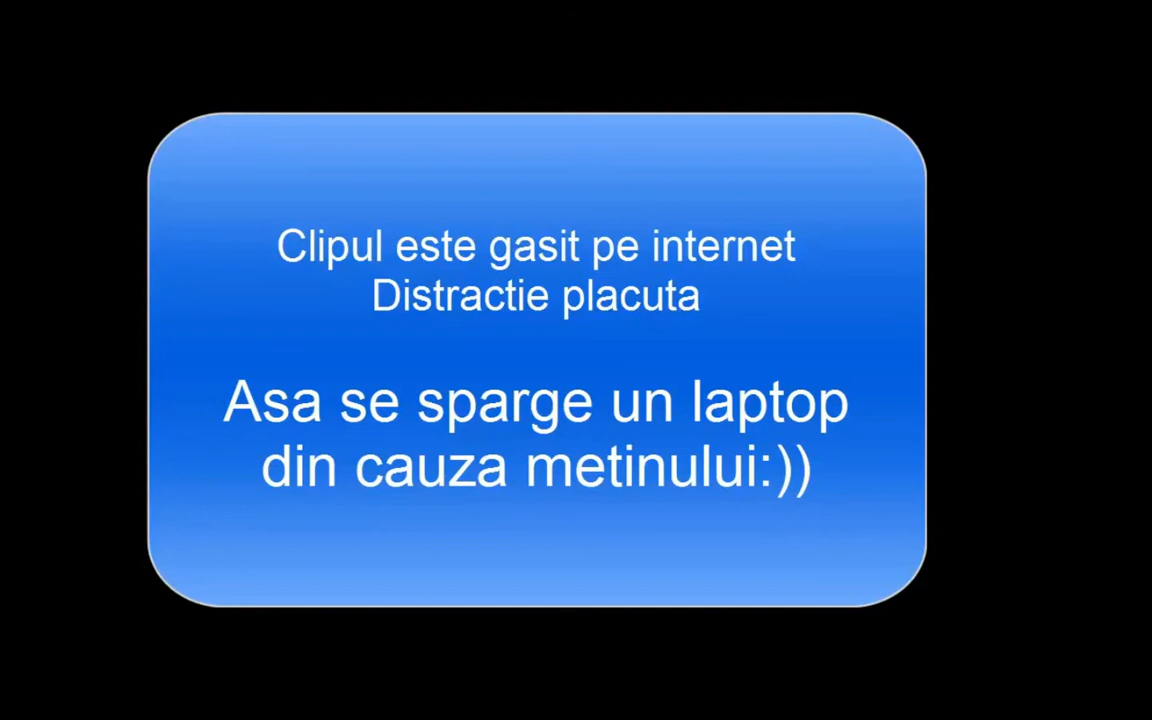 Clipul este gasit pe internet
Distractie placuta
Asa se sparge un laptop
din cauza metinului:))